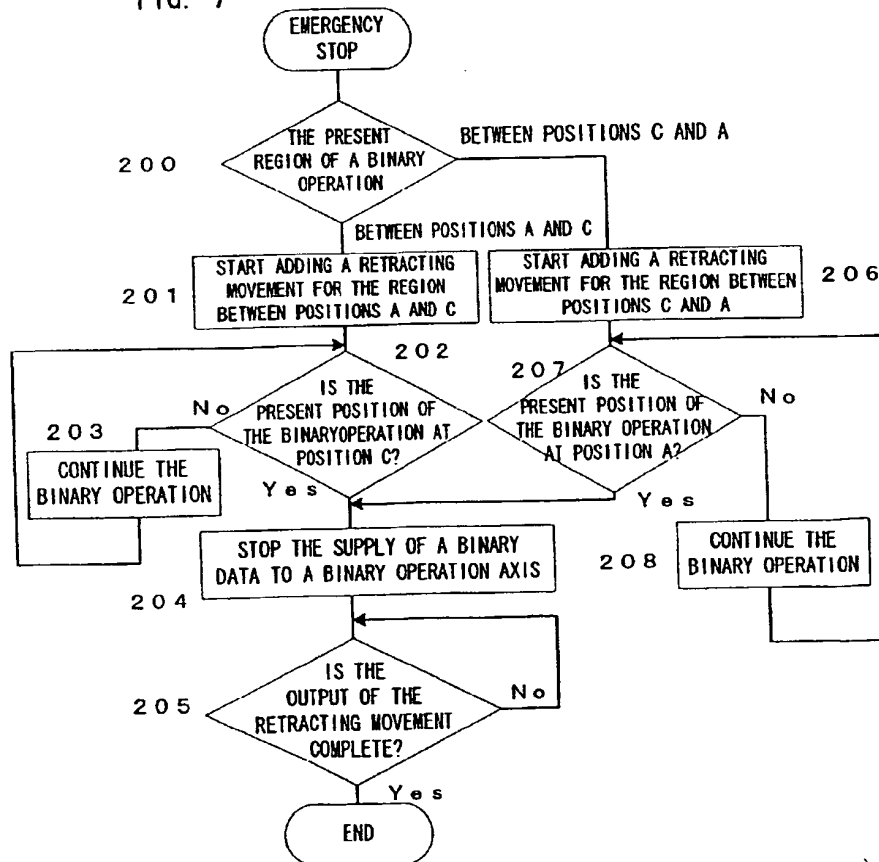 FIG. 7
EMERGENCY
STOP
200
THE PRESENT
REGION OF A BINARY
OPERATION
BETWEEN POSITIONS C AND A
BETWEEN POSITIONS A AND C
201
START ADDING A RETRACTING
MOVEMENT FOR THE REGION
BETWEEN POSITIONS A AND C
START ADDING A RETRACTING
MOVEMENT FOR THE REGION BETWEEN
POSITIONS C AND A
206
202
IS THE
PRESENT POSITION OF
THE BINARYOPERATION AT
POSITION C?
No
Yes
203
CONTINUE THE
BINARY OPERATION
207
IS THE
PRESENT POSITION OF
THE BINARY OPERATION
AT POSITION A?
No
Yes
208
CONTINUE THE
BINARY OPERATION
STOP THE SUPPLY OF A BINARY
DATA TO A BINARY OPERATION AXIS
204
205
IS THE
OUTPUT OF THE
RETRACTING MOVEMENT
COMPLETE?
No
Yes
END